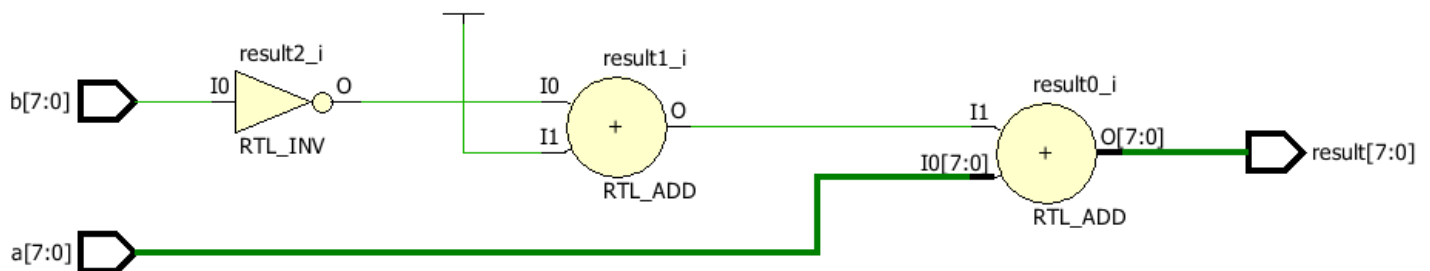 result2_i
b[7:0]
I0
O
RTL_INV
result1_i
I0
O
I1
+
RTL_ADD
result0_i
I1
O[7:0]
I0[7:0]
+
RTL_ADD
result[7:0]
a[7:0]